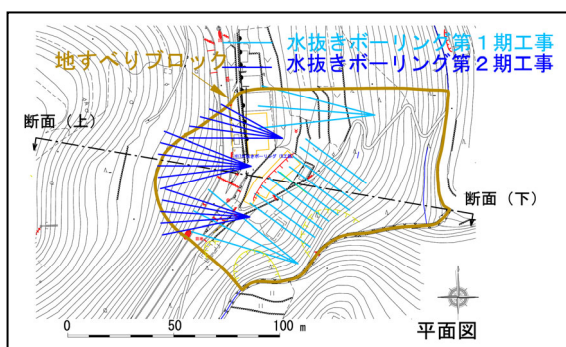 水抜きボーリング第1期工事
地すべりブロック
水抜きボーリング第2期工事
断面(上)
断面(下)
平面図
0 50 100 m